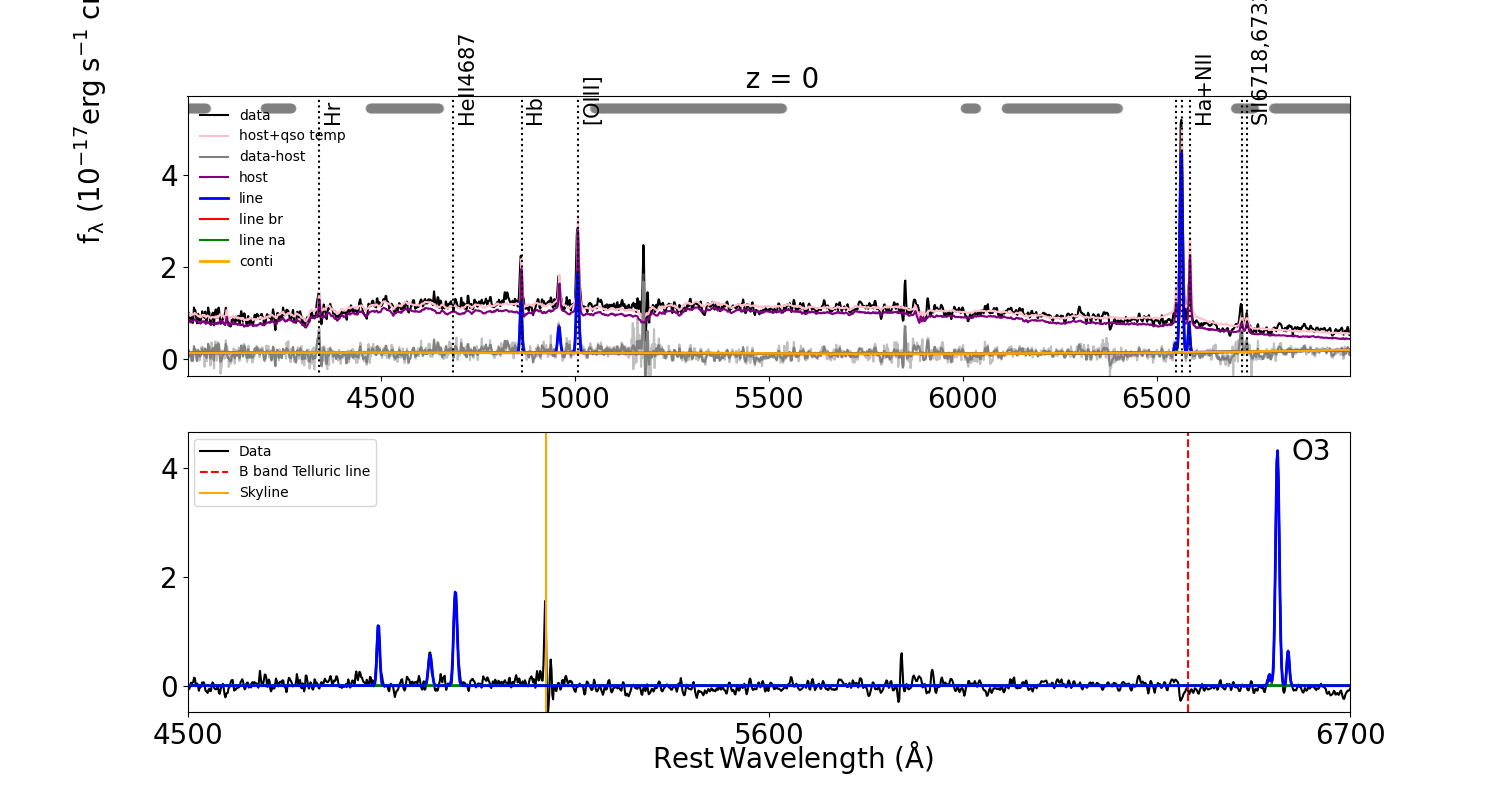 z = 0
fλ (10−17erg s−1 c
Hr
HeII4687
Hb
[OIII]
Ha+NII
SII6718,673
data
host+qso temp
data-host
host
line
line br
line na
conti
4
2
0
4500
5000
5500
6000
6500
O3
Data
B band Telluric line
Skyline
4
2
0
4500
5600
6700
Rest Wavelength (Å)